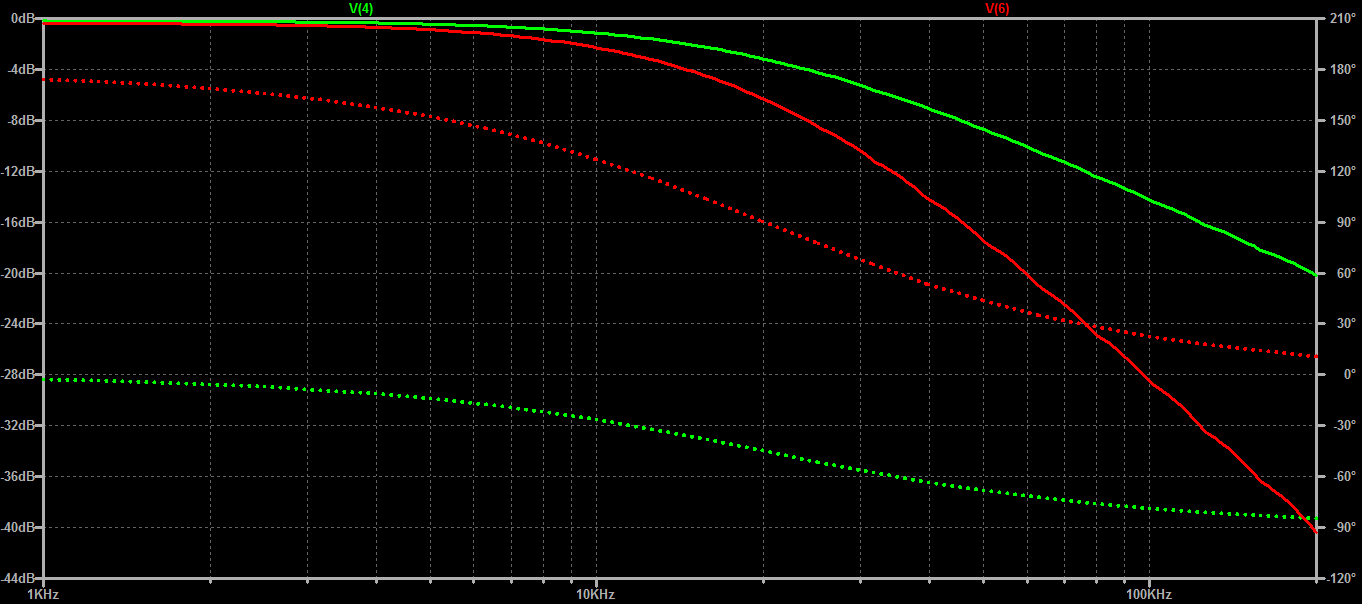 V(4) V(6)
0dB 210°
-4dB 180°
-8dB 150°
-12dB 120°
-16dB 90°
-20dB 60°
-24dB 30°
-28dB 0°
-32dB -30°
-36dB -60°
-40dB -90°
-44dB -120°
1KHz 10KHz 100KHz